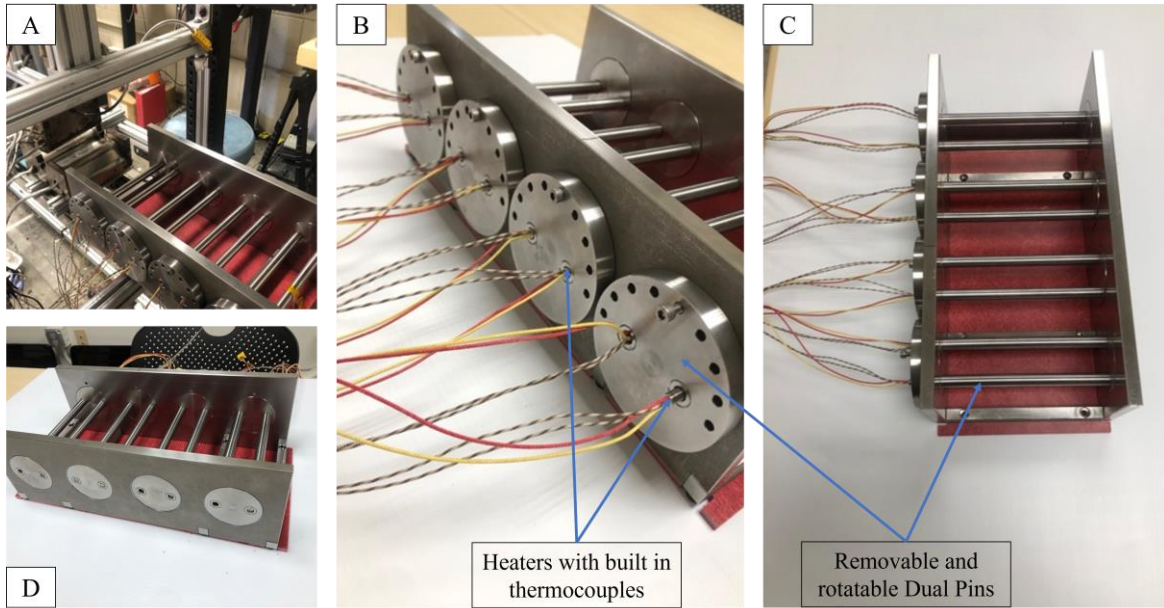 A
B
C
D
Heaters with built in
thermocouples
Removable and
rotatable Dual Pins